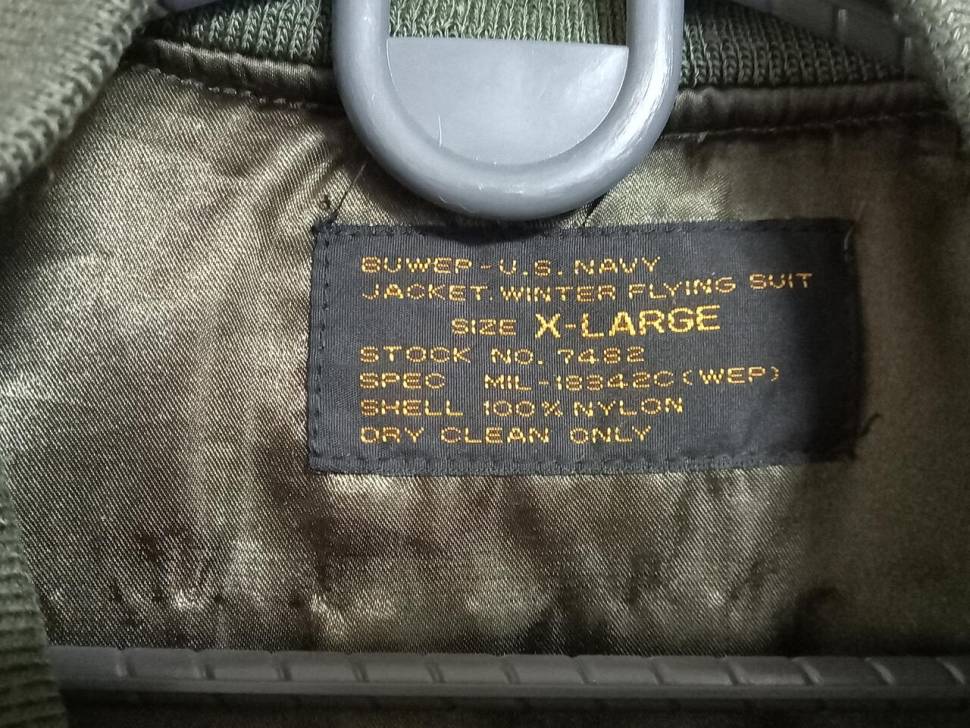 BUWEP-U.S. NAVY
JACKET. WINTER FLYING SUIT
SIZE X-LARGE
STOCK NO. 7482
SPEC MIL-18342C(WEP)
SHELL 100% NYLON
DRY CLEAN ONLY